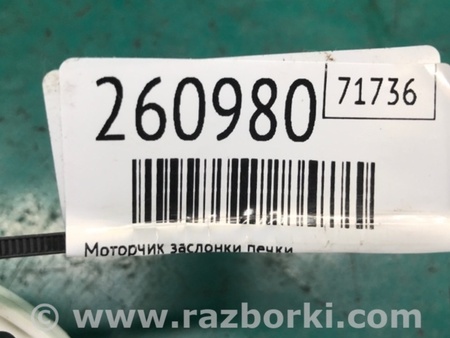 260980
71736
Моторчик заслонки печки
© www.razborki.com